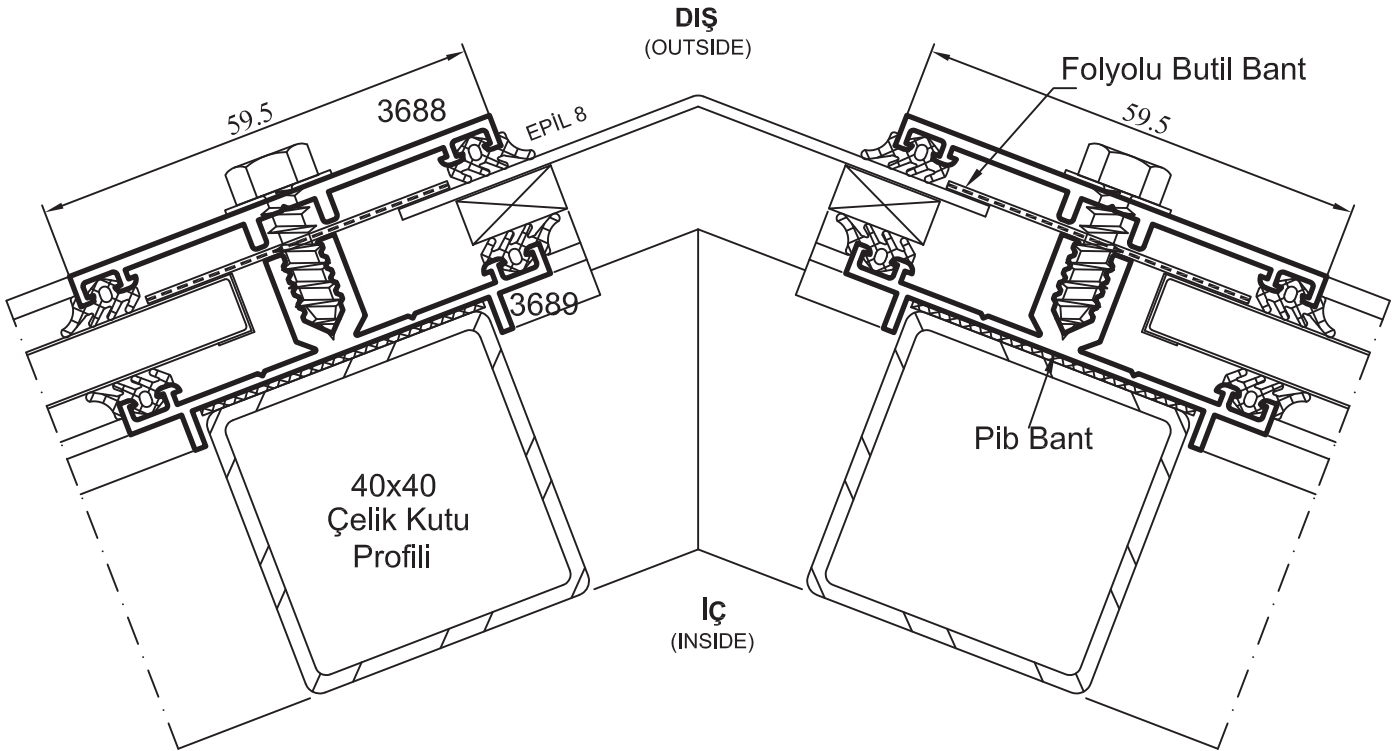 DIŞ
(OUTSIDE)
Folyolu Butil Bant
59.5
3688
EPİL 8
59.5
3689
Pib Bant
40x40
Çelik Kutu
Profili
İÇ
(INSIDE)